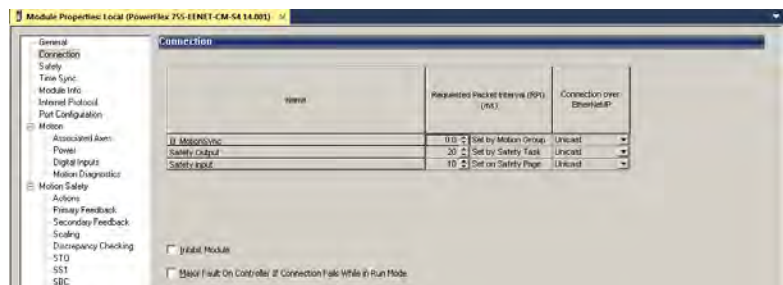 Module Properties: Local (PowerFlex 755-EENET-CM-S4 14.001) ×
General
Connection
Safety
Time Sync
Module Info
Internet Protocol
Port Configuration
Motion
Associated Axes
Power
Digital Inputs
Motion Diagnostics
Motion Safety
Actions
Primary Feedback
Secondary Feedback
Scaling
Discrepancy Checking
STO
SS1
SBC
Connection
Name Requested Packet Interval (RPI) (ms) Connection over EtherNet/IP
MotionSync 0.0 Set by Motion Group Unicast
Safety Output 20 Set by Safety Task Unicast
Safety Input 10 Set on Safety Page Unicast
Inhibit Module
Major Fault On Controller If Connection Fails While in Run Mode